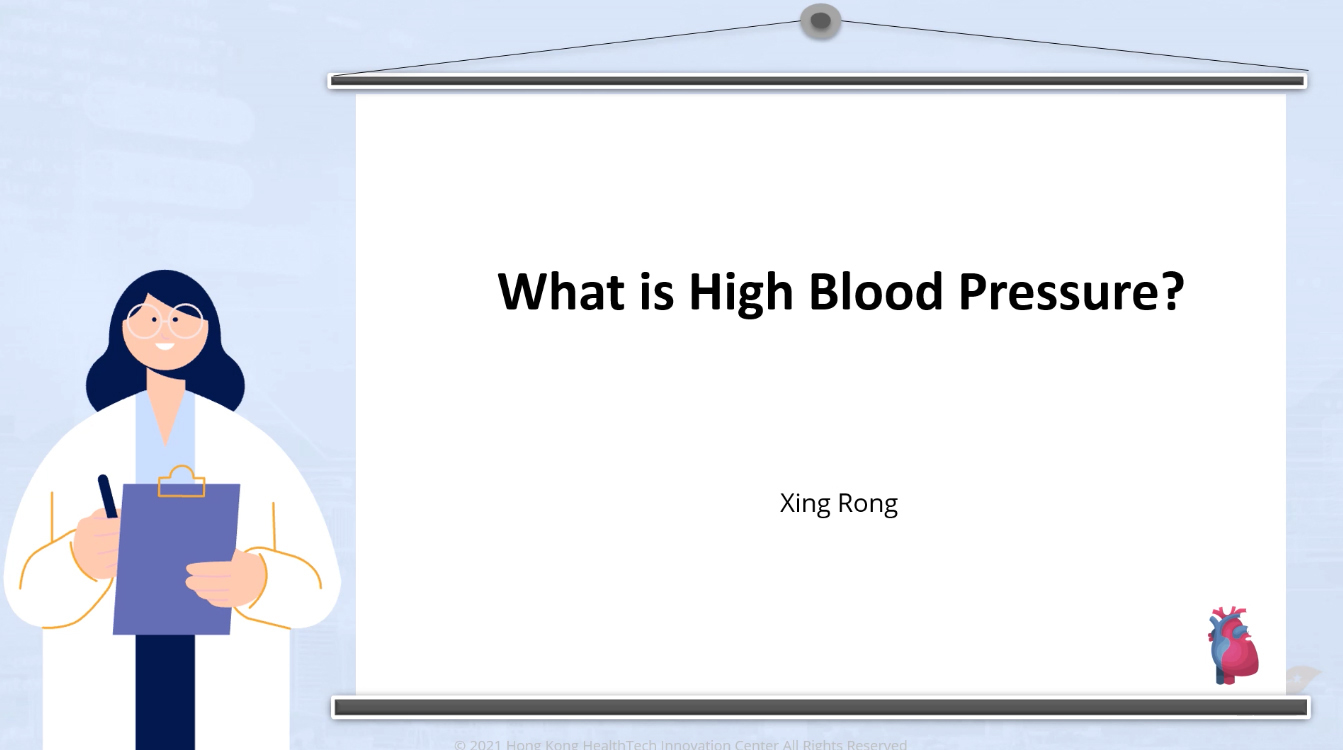 What is High Blood Pressure?
Xing Rong
© 2021 Hong Kong HealthTech Innovation Center All Rights Reserved